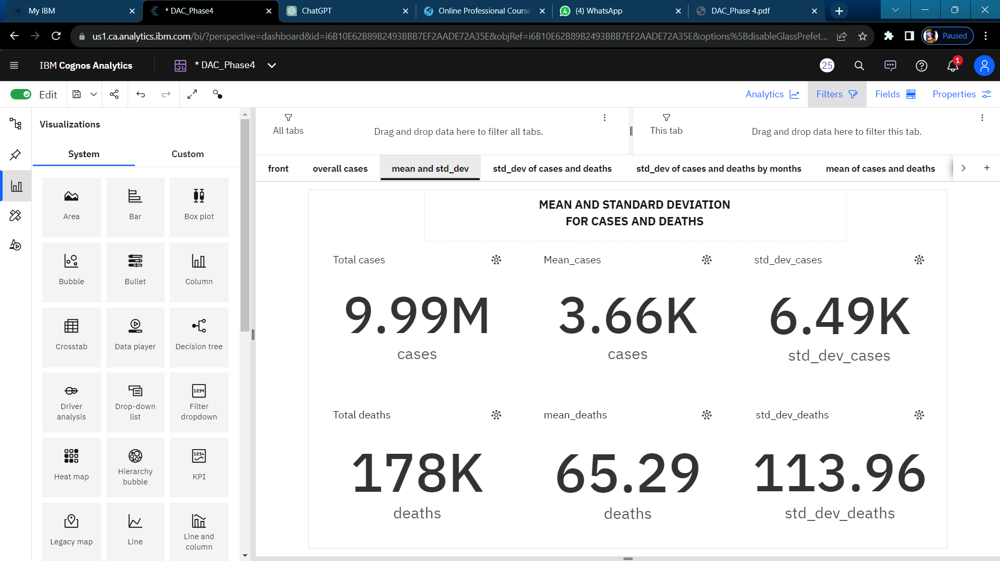 My IBM
* DAC_Phase4
ChatGPT
Online Professional Course
(4) WhatsApp
DAC_Phase 4.pdf
us1.ca.analytics.ibm.com/bi/?perspective=dashboard&id=i6B10E62B89B2493BBB7EF2AADE72A35E&objRef=i6B10E62B89B2493BBB7EF2AADE72A35E&options%5BdisableGlassPrefet...
Paused
IBM Cognos Analytics
* DAC_Phase4
25
1
Edit
Analytics
Filters
Fields
Properties
Visualizations
System
Custom
Area
Bar
Box plot
Bubble
Bullet
Column
Crosstab
Data player
Decision tree
Driver
analysis
Drop-down
list
1234
Filter
dropdown
Heat map
Hierarchy
bubble
123
KPI
Legacy map
Line
Line and
column
All tabs
Drag and drop data here to filter all tabs.
This tab
Drag and drop data here to filter this tab.
front
overall cases
mean and std_dev
std_dev of cases and deaths
std_dev of cases and deaths by months
mean of cases and deaths
MEAN AND STANDARD DEVIATION
FOR CASES AND DEATHS
Total cases
9.99M
cases
Mean_cases
3.66K
cases
std_dev_cases
6.49K
std_dev_cases
Total deaths
178K
deaths
mean_deaths
65.29
deaths
std_dev_deaths
113.96
std_dev_deaths